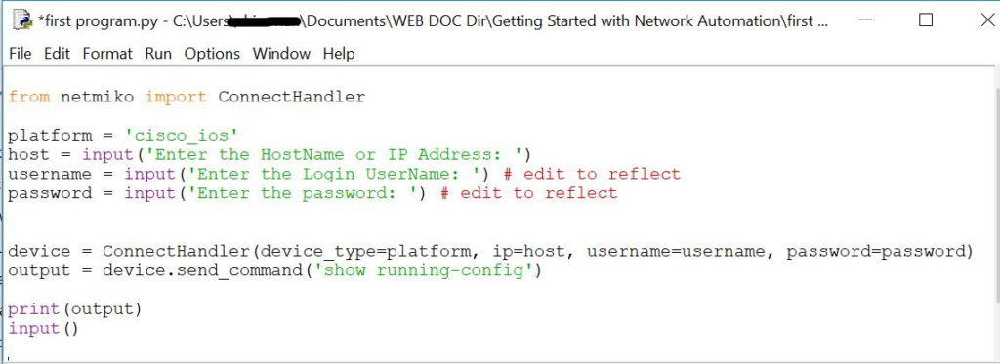 *first program.py - C:\Users\ \Documents\WEB DOC Dir\Getting Started with Network Automation\first ...
File Edit Format Run Options Window Help
from netmiko import ConnectHandler
platform = 'cisco_ios'
host = input('Enter the HostName or IP Address: ')
username = input('Enter the Login UserName: ') # edit to reflect
password = input('Enter the password: ') # edit to reflect
device = ConnectHandler(device_type=platform, ip=host, username=username, password=password)
output = device.send_command('show running-config')
print(output)
input()